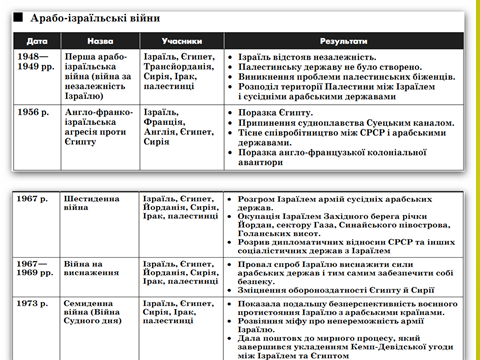 Арабо-ізраїльські війни
Дата Назва Учасники Результати
1948—
1949 рр.
Перша арабо-
ізраїльська
війна (війна за
незалежність
Ізраїлю)
Ізраїль, Єгипет,
Трансйорданія,
Сирія, Ірак,
палестинці
• Ізраїль відстояв незалежність.
• Палестинську державу не було створено.
• Виникнення проблеми палестинських біженців.
• Розподіл території Палестини між Ізраїлем
і сусідніми арабськими державами
1956 р.
Англо-франко-
ізраїльська
агресія проти
Єгипту
Ізраїль,
Франція,
Англія, Єгипет,
Сирія
• Поразка Єгипту.
• Припинення судноплавства Суецьким каналом.
• Тісне співробітництво між СРСР і арабськими
державами.
• Поразка англо-французької колоніальної
авантюри
1967 р.
Шестиденна
війна
Ізраїль, Єгипет,
Йорданія, Сирія,
Ірак, палестинці
• Розгром Ізраїлем армій сусідніх арабських
держав.
• Окупація Ізраїлем Західного берега річки
Йордан, сектору Газа, Синайського півострова,
Голанських висот.
• Розрив дипломатичних відносин СРСР та інших
соціалістичних держав з Ізраїлем
1967—
1969 рр.
Війна на
виснаження
Ізраїль, Єгипет,
Йорданія, Сирія,
Ірак, палестинці
• Провал спроб Ізраїлю виснажити сили
арабських держав і тим самим забезпечити собі
безпеку.
• Зміцнення обороноздатності Єгипту й Сирії
1973 р.
Семиденна
війна (Війна
Судного дня)
Ізраїль, Єгипет,
Сирія, Ірак,
палестинці
• Показала подальшу безперспективність воєнного
протистояння Ізраїлю з арабськими країнами.
• Розвіяння міфу про непереможність армії
Ізраїлю.
• Дала поштовх до мирного процесу, який
завершився укладенням Кемп-Девідської угоди
між Ізраїлем та Єгиптом